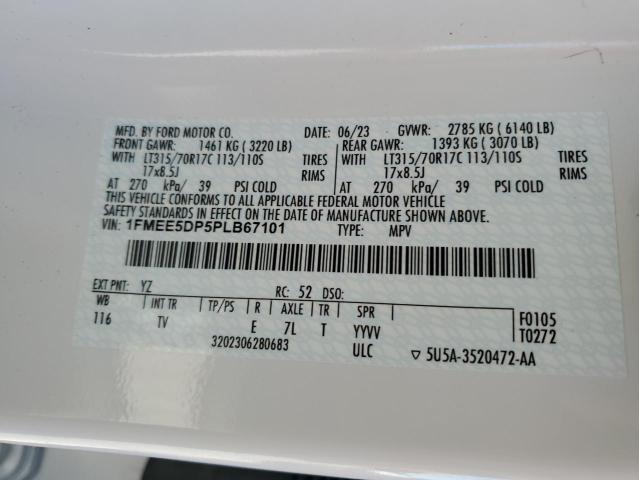 MFD. BY FORD MOTOR CO. 06/23 GVWR: 2785 KG ( 6140 LB)
FRONT GAWR: 1461 KG ( 3220 LB) REAR GAWR: 1393 KG ( 3070 LB)
WITH LT315/70R17C 113/110S TIRES WITH LT315/70R17C 113/110S TIRES
17x8.5J RIMS 17x8.5J RIMS
AT 270 kPa/ 39 PSI COLD AT 270 kPa/ 39 PSI COLD
THIS VEHICLE CONFORMS TO ALL APPLICABLE FEDERAL MOTOR VEHICLE
SAFETY STANDARDS IN EFFECT ON THE DATE OF MANUFACTURE SHOWN ABOVE.
VIN: 1FMEE5DP5PLB67101 TYPE: MPV
EXT PNT: YZ RC: 52 DSO:
WB INT TR TP/PS R AXLE TR SPR F0105
116 TV E 7L T YYVV T0272
3202306280683 ULC ▽ 5U5A-3520472-AA